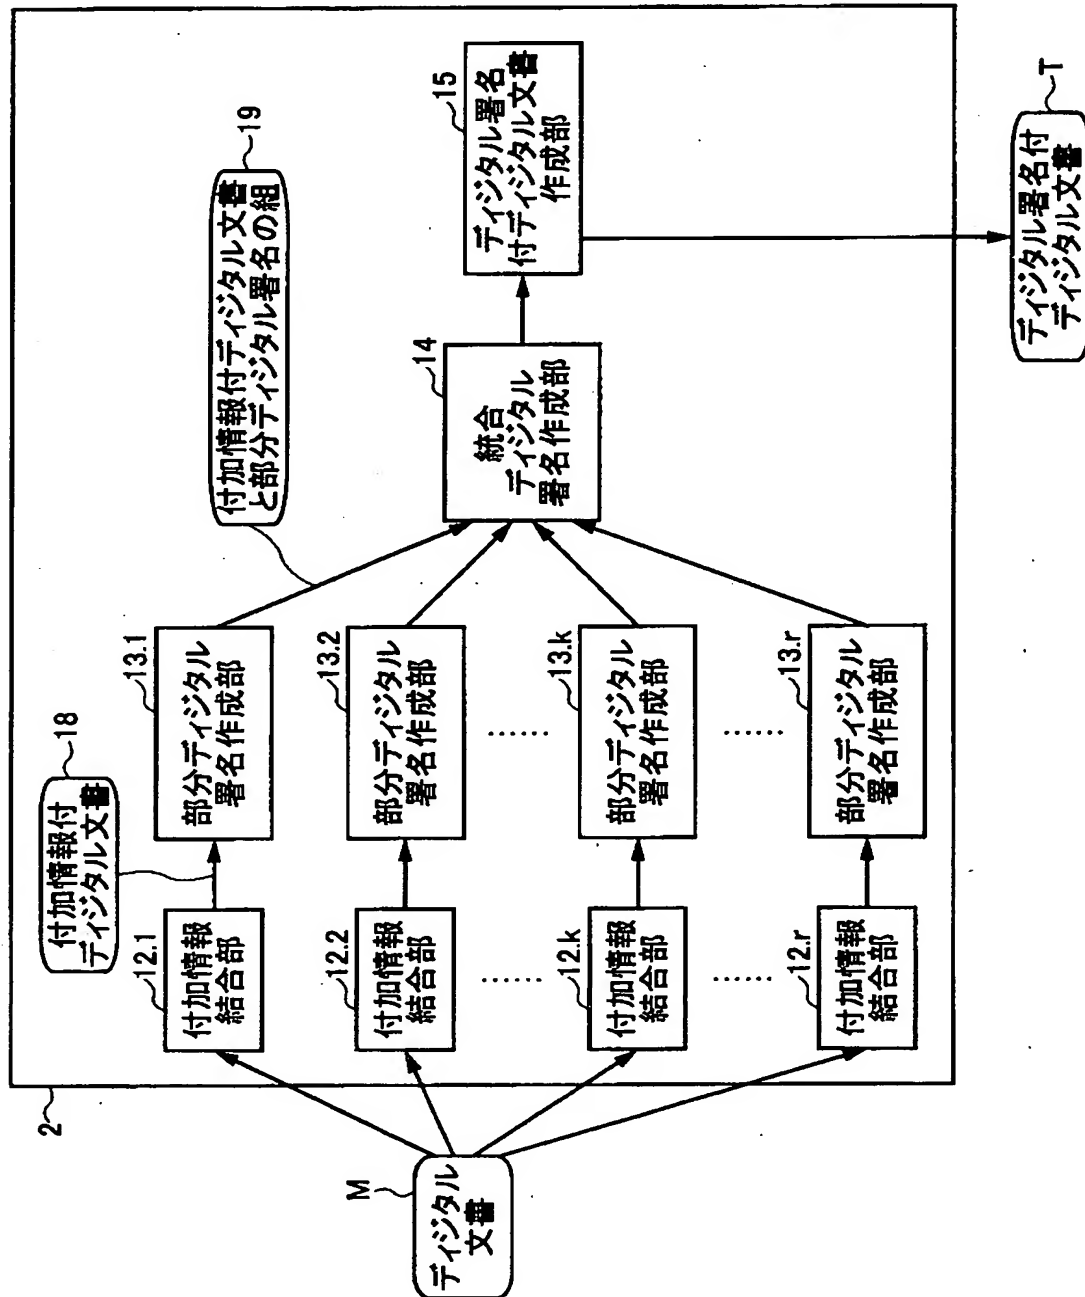 2
M
ディジタル
文書
12.1
付加情報
結合部
12.2
付加情報
結合部
12.k
付加情報
結合部
12.r
付加情報
結合部
18
付加情報付
ディジタル文書
13.1
部分ディジタル
署名作成部
13.2
部分ディジタル
署名作成部
13.k
部分ディジタル
署名作成部
13.r
部分ディジタル
署名作成部
19
付加情報付ディジタル文書
と部分ディジタル署名の組
14
統合
ディジタル
署名作成部
15
ディジタル署名
付ディジタル文書
作成部
T
ディジタル署名付
ディジタル文書